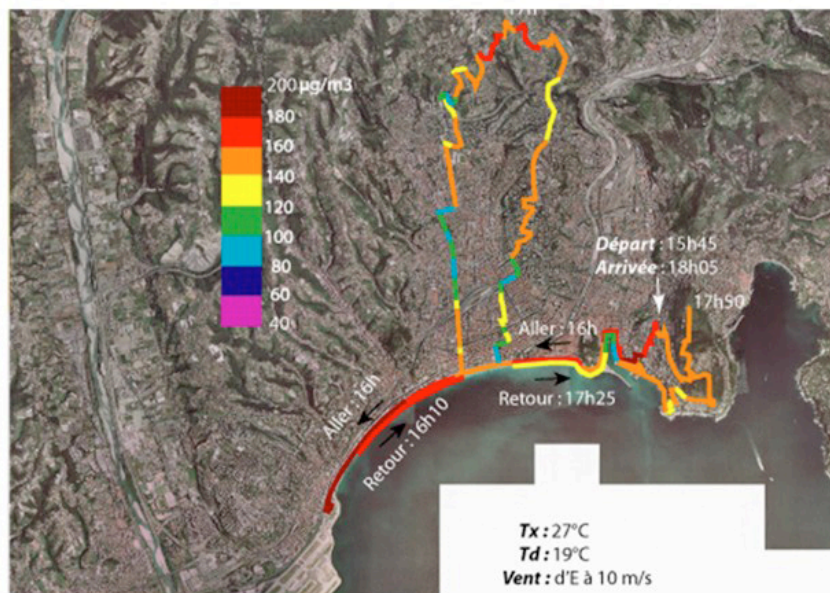 200 µg/m3
180
160
140
120
100
80
60
40
Départ : 15h45
Arrivée : 18h05
17h50
Aller : 16h
Retour : 17h25
Aller : 16h
Retour : 16h10
Tx : 27°C
Td : 19°C
Vent : d'E à 10 m/s